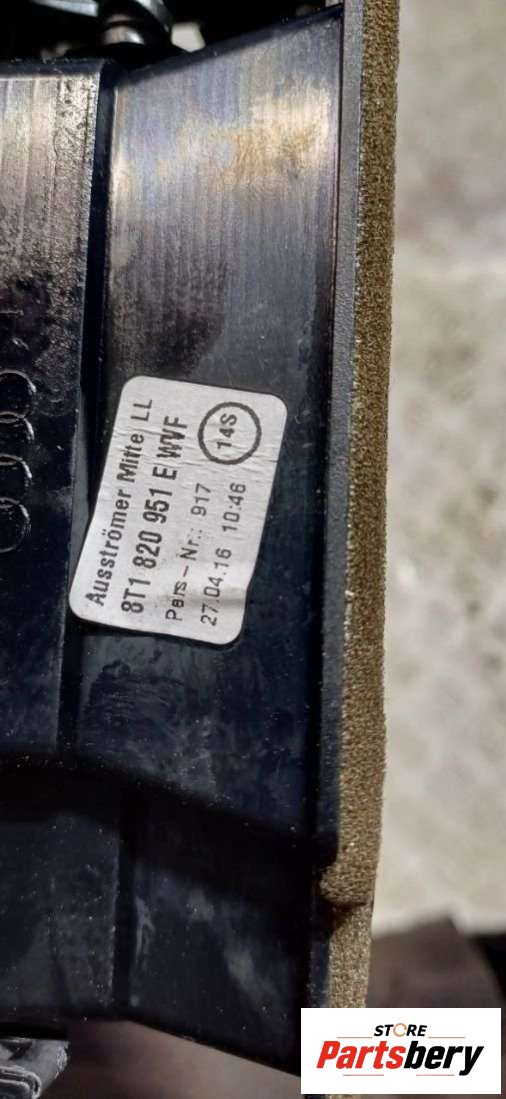 Ausströmer Mitte LL
8T1 820 951 E WVF
Pers.-Nr.: 917
27.04.16 10:46
14S
STORE
Partsbery